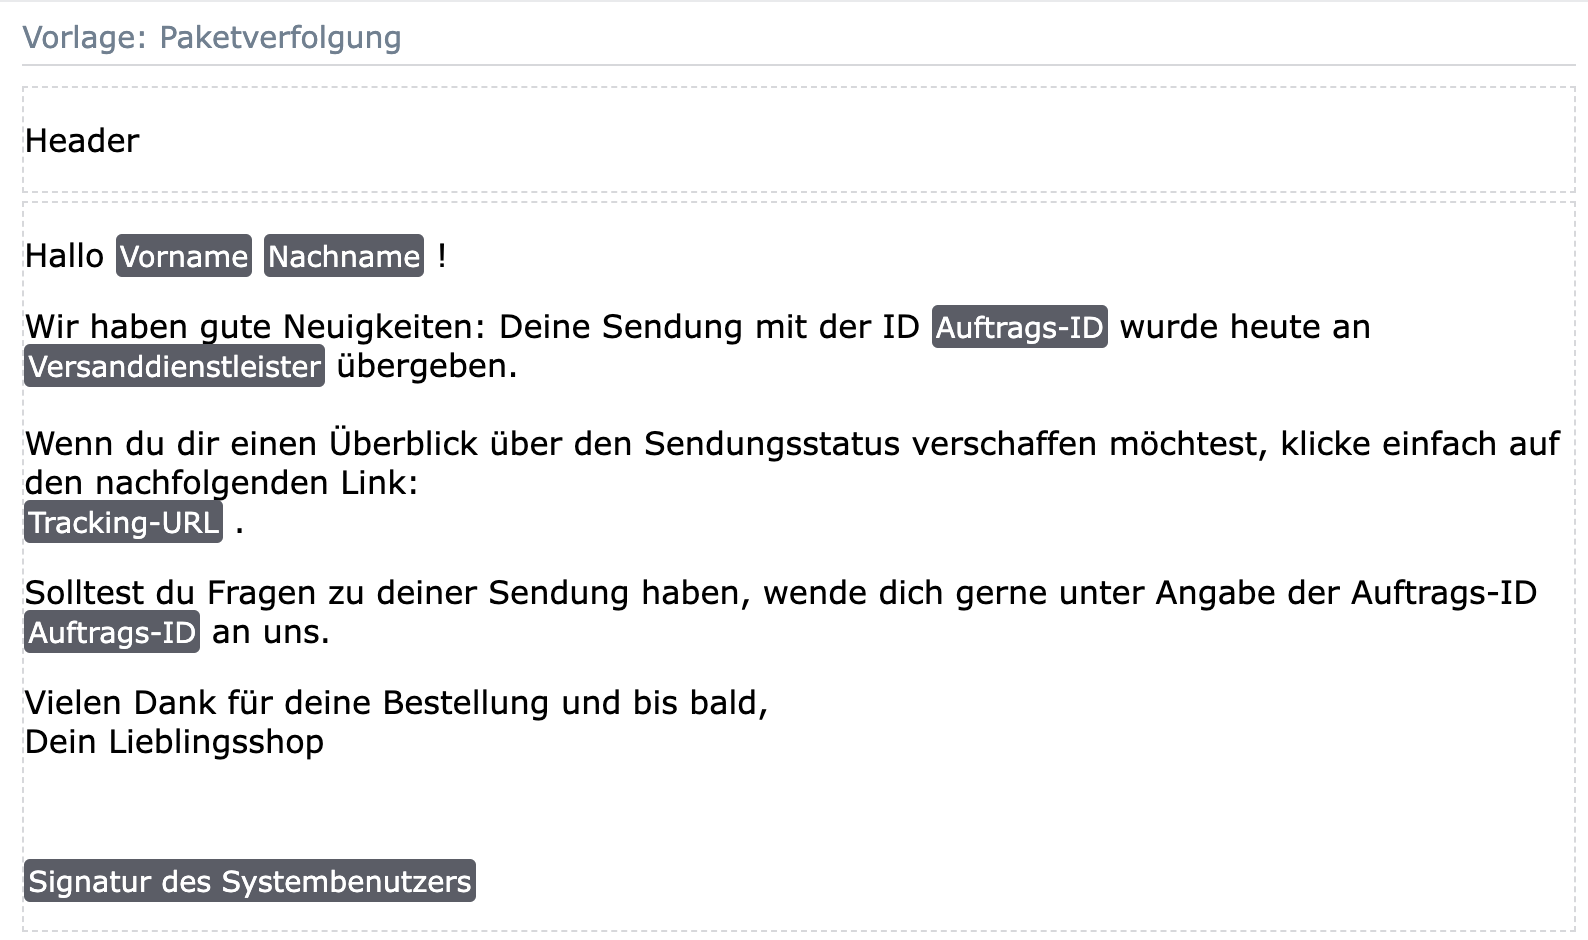 Vorlage: Paketverfolgung
Header
Hallo Vorname Nachname !
Wir haben gute Neuigkeiten: Deine Sendung mit der ID Auftrags-ID wurde heute an
Versanddienstleister übergeben.
Wenn du dir einen Überblick über den Sendungsstatus verschaffen möchtest, klicke einfach auf
den nachfolgenden Link:
Tracking-URL .
Solltest du Fragen zu deiner Sendung haben, wende dich gerne unter Angabe der Auftrags-ID
Auftrags-ID an uns.
Vielen Dank für deine Bestellung und bis bald,
Dein Lieblingsshop
Signatur des Systembenutzers